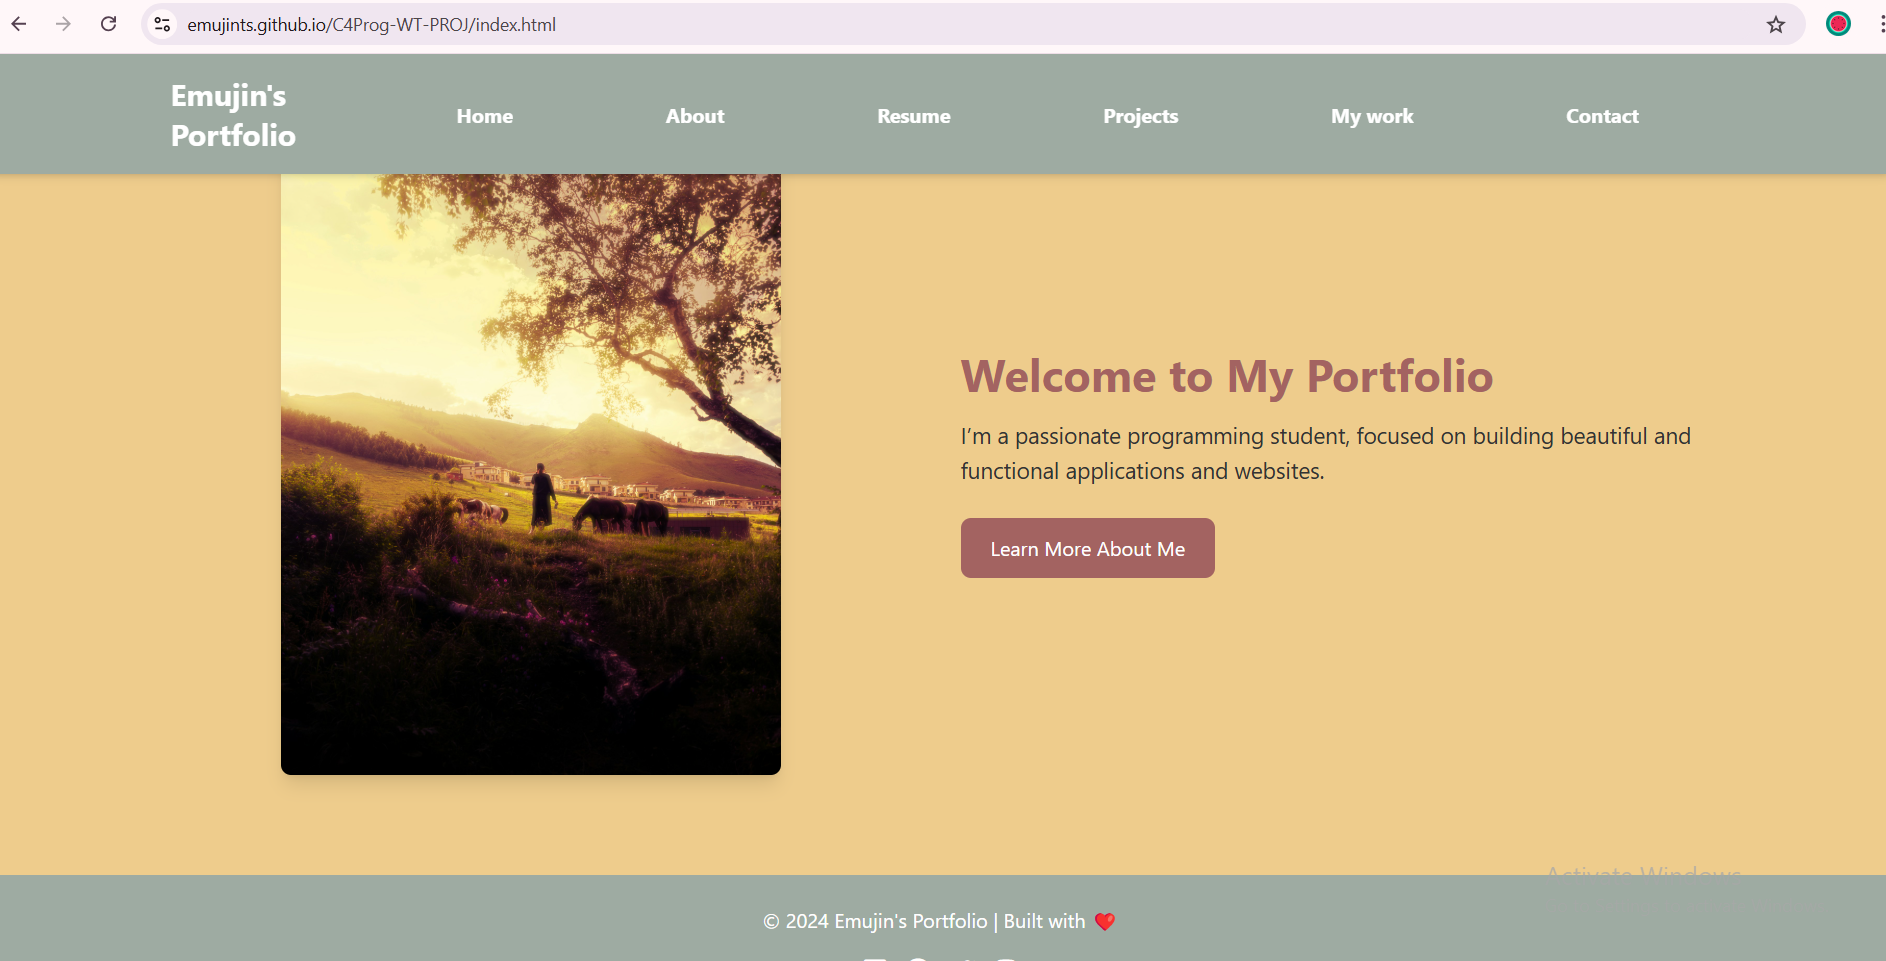 emujints.github.io/C4Prog-WT-PROJ/index.html
Emujin's
Portfolio
Home
About
Resume
Projects
My work
Contact
Welcome to My Portfolio
I’m a passionate programming student, focused on building beautiful and
functional applications and websites.
Learn More About Me
Activate Windows
© 2024 Emujin's Portfolio | Built with ❤️